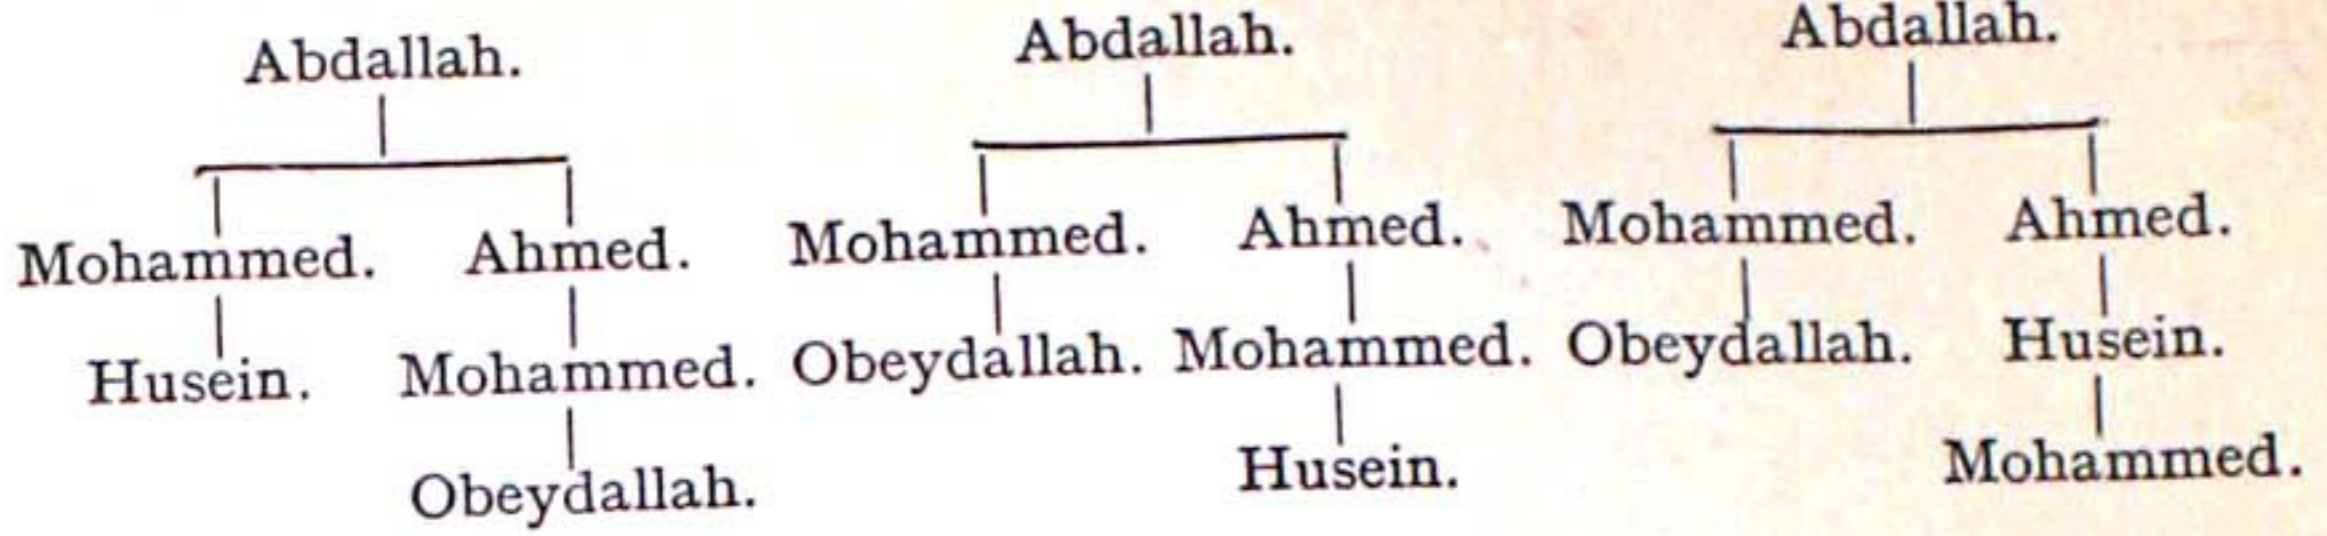 Abdallah. Abdallah. Abdallah.
Mohammed. Ahmed. Mohammed. Ahmed. Mohammed. Ahmed.
Husein. Mohammed. Obeydallah. Mohammed. Obeydallah. Husein.
Obeydallah. Husein. Mohammed.